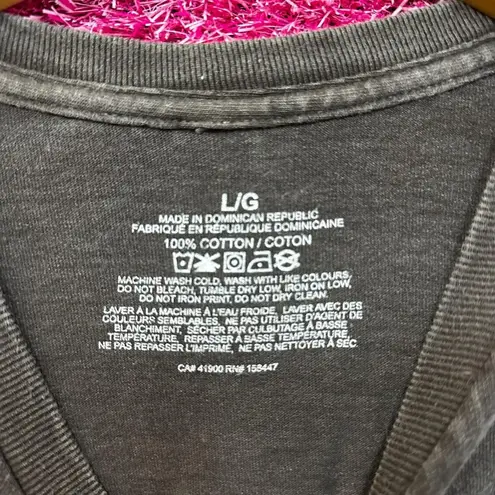 L/G
MADE IN DOMINICAN REPUBLIC
FABRIQUÉ EN RÉPUBLIQUE DOMINICAINE
100% COTTON / COTON
MACHINE WASH COLD, WASH WITH LIKE COLOURS,
DO NOT BLEACH, TUMBLE DRY LOW, IRON ON LOW,
DO NOT IRON PRINT, DO NOT DRY CLEAN.
LAVER À LA MACHINE À L'EAU FROIDE, LAVER AVEC DES
COULEURS SEMBLABLES, NE PAS UTILISER D'AGENT DE
BLANCHIMENT, SÉCHER PAR CULBUTAGE À BASSE
TEMPÉRATURE, REPASSER À BASSE TEMPÉRATURE,
NE PAS REPASSER L'IMPRIMÉ, NE PAS NETTOYER À SEC
CA# 41900 RN# 158447